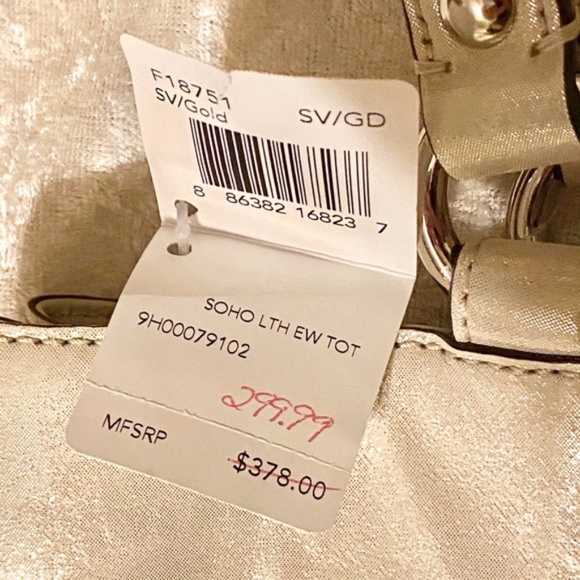 F18751
SV/Gold SV/GD
8 86382 16823 7
SOHO LTH EW TOT
9H00079102
299.99
MFSRP $378.00